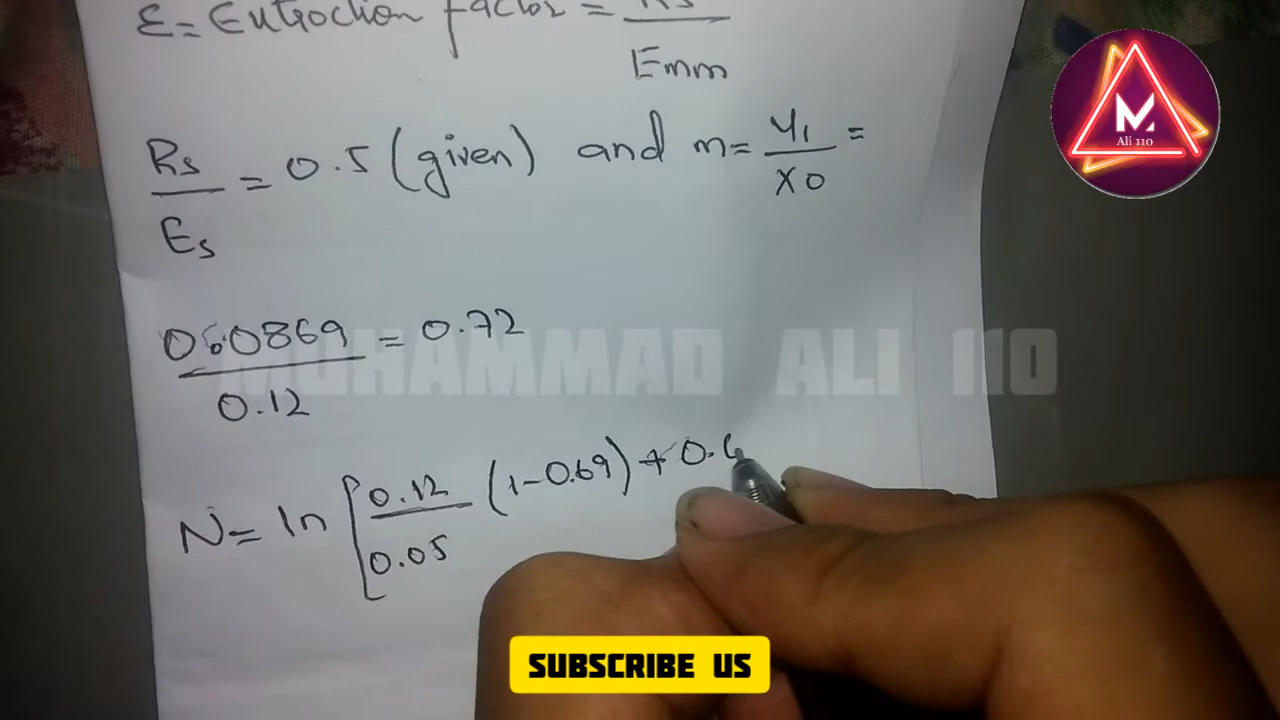 ε = Extroction factor = Rs
Emm
Rs = 0.5 (given) and m = y1 =
Es x0
0.0869 = 0.72
0.12
MUHAMMAD ALI 110
N = ln [ 0.12 (1-0.69) + 0.6
0.05
M
Ali 110
SUBSCRIBE US